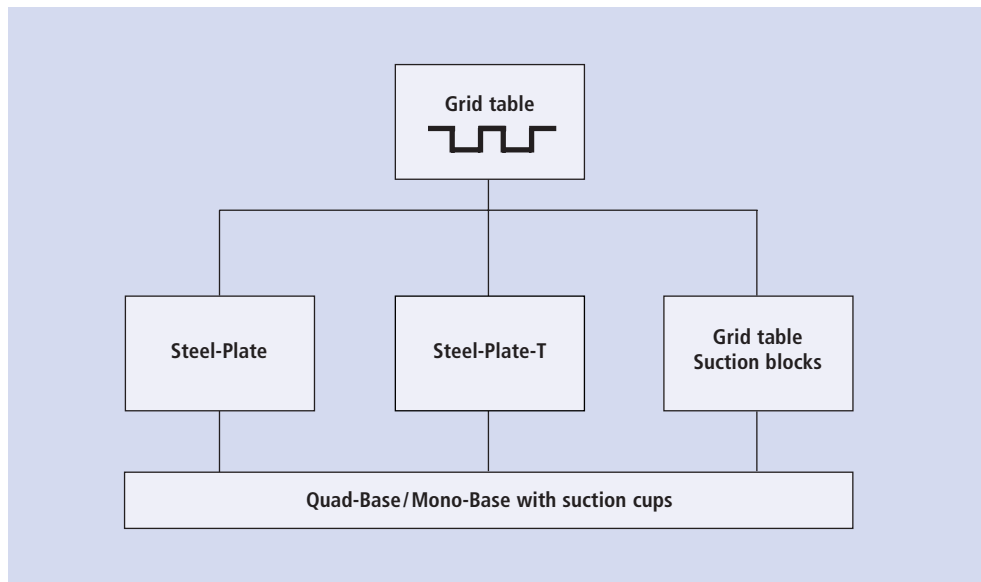 Grid table
Steel-Plate
Steel-Plate-T
Grid table
Suction blocks
Quad-Base/Mono-Base with suction cups